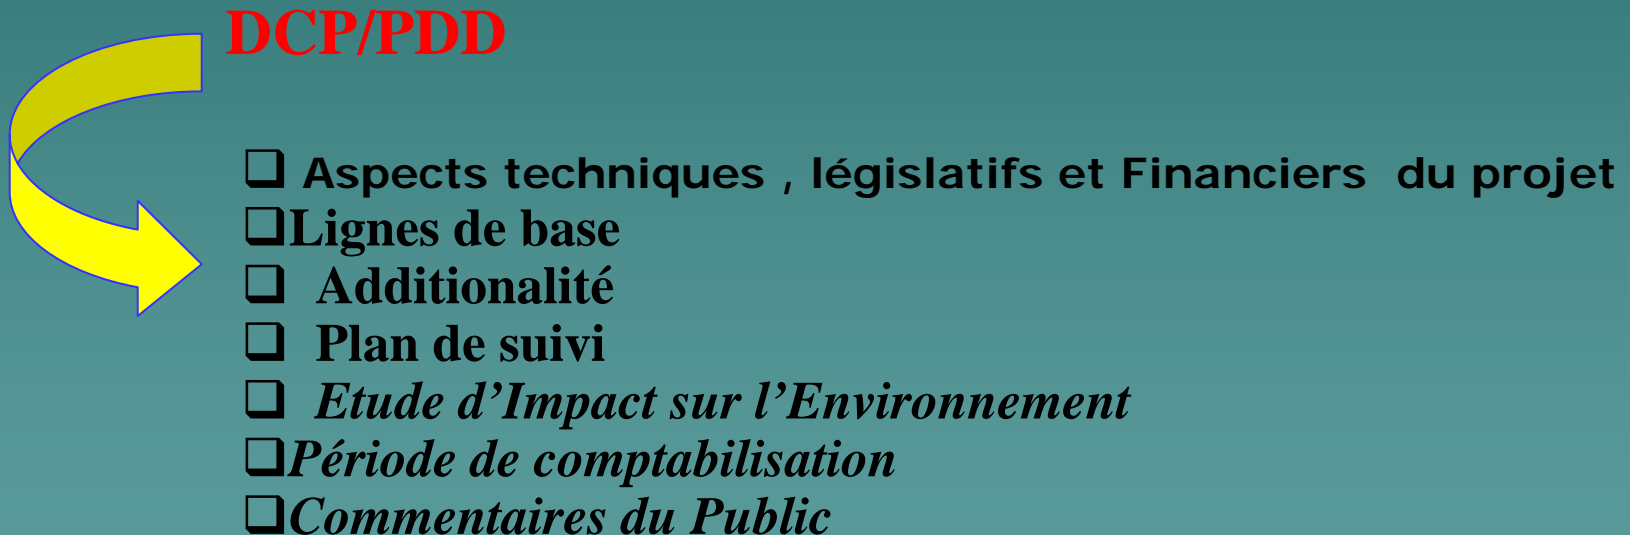 DCP/PDD
❑ Aspects techniques , législatifs et Financiers du projet
❑Lignes de base
❑ Additionalité
❑ Plan de suivi
❑ Etude d’Impact sur l’Environnement
❑Période de comptabilisation
❑Commentaires du Public